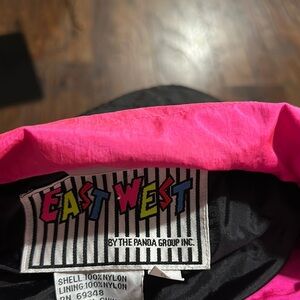 EAST WEST
BY THE PANDA GROUP INC.
SHELL 100%NYLON
LINING 100%NYLON
RN 69348